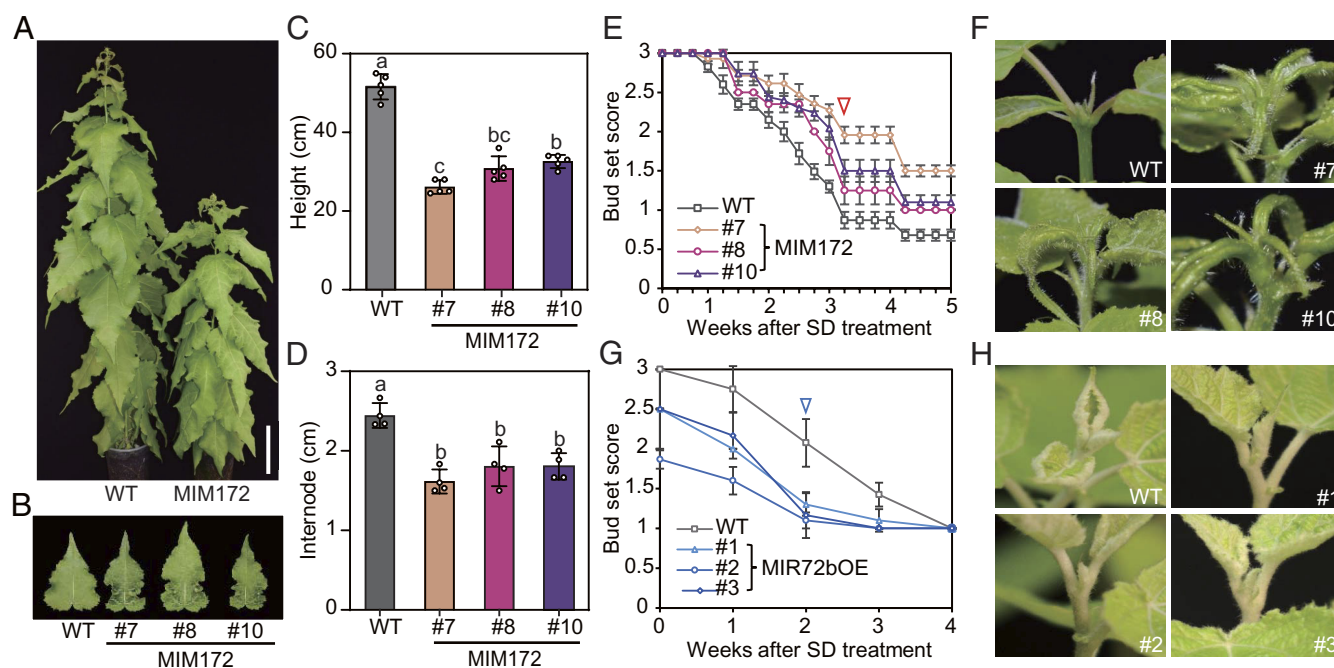 A
WT MIM172
B
WT #7 #8 #10
MIM172
C
Height (cm)
60
40
20
0
a
c
bc
b
WT #7 #8 #10
MIM172
D
Internode (cm)
3
2
1
0
a
b
b
b
WT #7 #8 #10
MIM172
E
Bud set score
3
2.5
2
1.5
1
0.5
0
WT
#7
#8
#10
MIM172
0 1 2 3 4 5
Weeks after SD treatment
F
WT
#7
#8
#10
G
Bud set score
3
2.5
2
1.5
1
0.5
0
WT
#1
#2
#3
MIR72bOE
0 1 2 3 4
Weeks after SD treatment
H
WT
#1
#2
#3